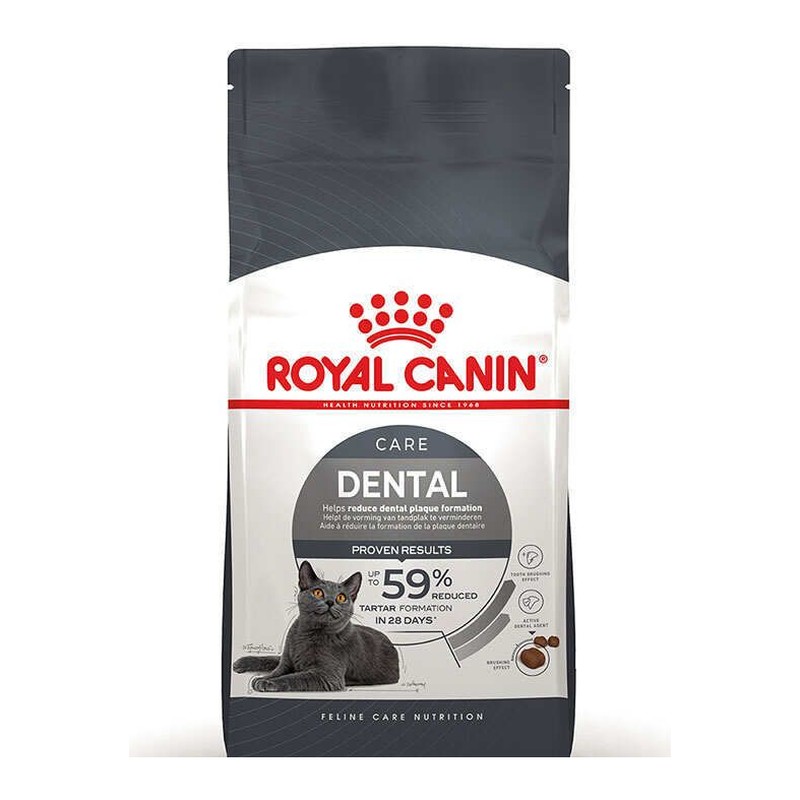 ROYAL CANIN®
HEALTH NUTRITION SINCE 1968
CARE
DENTAL
Helps reduce dental plaque formation
Helpt de vorming van tandplak te verminderen
Aide à réduire la formation de la plaque dentaire
PROVEN RESULTS
UP TO 59% REDUCED
TARTAR FORMATION
IN 28 DAYS*
TOOTH BRUSHING
EFFECT
ACTIVE
DENTAL AGENT
BRUSHING
EFFECT
FELINE CARE NUTRITION